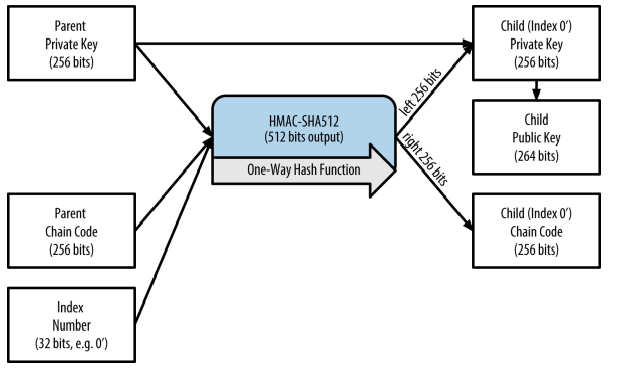 Parent
Private Key
(256 bits)
Parent
Chain Code
(256 bits)
Index
Number
(32 bits, e.g. 0’)
HMAC-SHA512
(512 bits output)
One-Way Hash Function
left 256 bits
right 256 bits
Child (Index 0’)
Private Key
(256 bits)
Child
Public Key
(264 bits)
Child (Index 0’)
Chain Code
(256 bits)